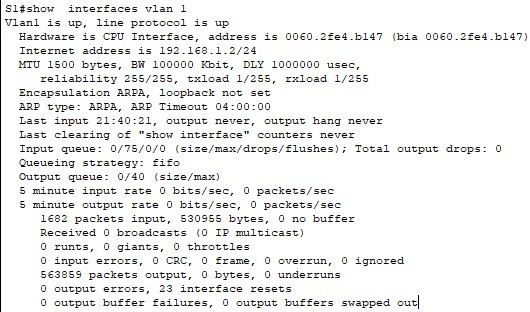 S1#show  interfaces vlan 1
Vlan1 is up, line protocol is up
  Hardware is CPU Interface, address is 0060.2fe4.b147 (bia 0060.2fe4.b147)
  Internet address is 192.168.1.2/24
  MTU 1500 bytes, BW 100000 Kbit, DLY 1000000 usec,
     reliability 255/255, txload 1/255, rxload 1/255
  Encapsulation ARPA, loopback not set
  ARP type: ARPA, ARP Timeout 04:00:00
  Last input 21:40:21, output never, output hang never
  Last clearing of "show interface" counters never
  Input queue: 0/75/0/0 (size/max/drops/flushes); Total output drops: 0
  Queueing strategy: fifo
  Output queue: 0/40 (size/max)
  5 minute input rate 0 bits/sec, 0 packets/sec
  5 minute output rate 0 bits/sec, 0 packets/sec
     1682 packets input, 530955 bytes, 0 no buffer
     Received 0 broadcasts (0 IP multicast)
     0 runts, 0 giants, 0 throttles
     0 input errors, 0 CRC, 0 frame, 0 overrun, 0 ignored
     563859 packets output, 0 bytes, 0 underruns
     0 output errors, 23 interface resets
     0 output buffer failures, 0 output buffers swapped out